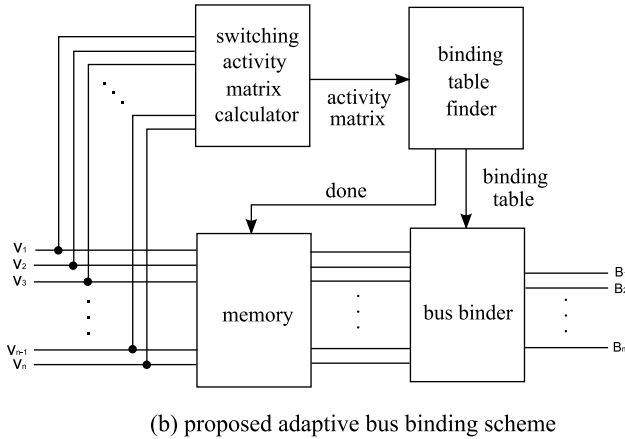 switching
activity
matrix
calculator
binding
table
finder
activity
matrix
done
binding
table
V1
V2
V3
Vn-1
Vn
memory
bus binder
B1
B2
Bn
(b) proposed adaptive bus binding scheme